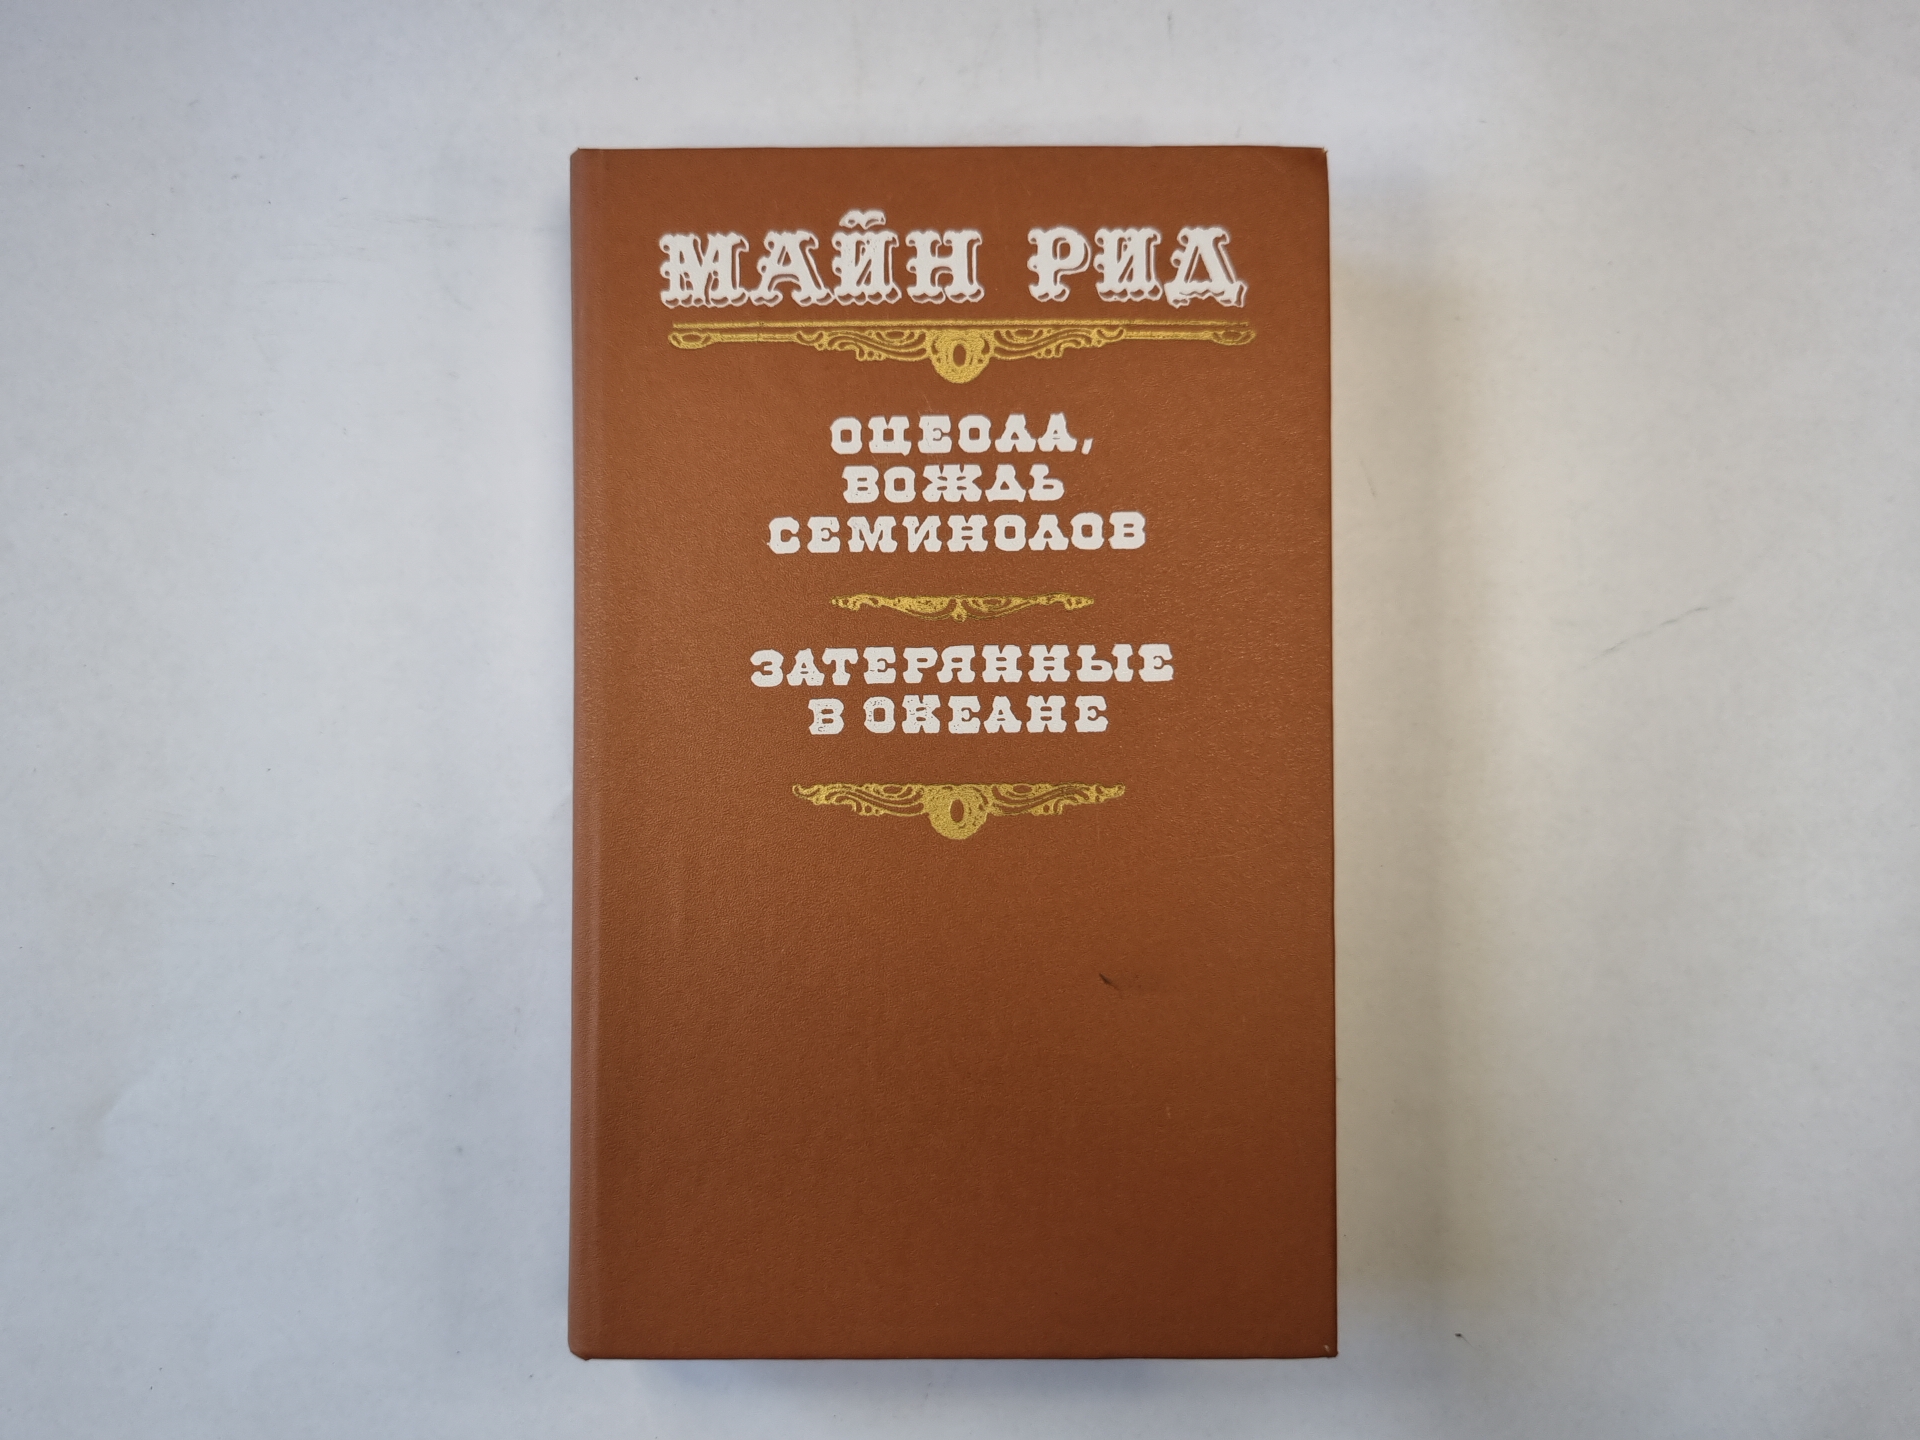 МАЙН РИД
ОЦЕОЛА,
ВОЖДЬ
СЕМИНОЛОВ
ЗАТЕРЯННЫЕ
В ОКЕАНЕ